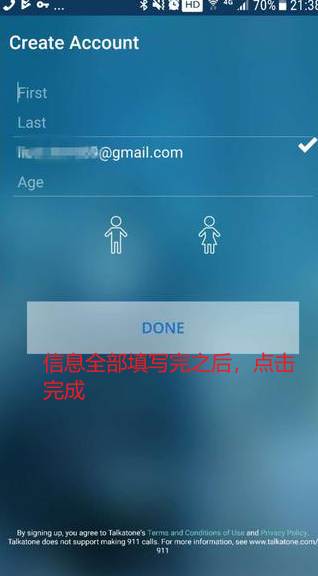 ... HD 4G 70% 21:38
Create Account
First
Last
@gmail.com
Age
DONE
信息全部填写完之后，点击
完成
By signing up, you agree to Talkatone's Terms and Conditions of Use and Privacy Policy.
Talkatone does not support making 911 calls. For more information, see www.talkatone.com/
911